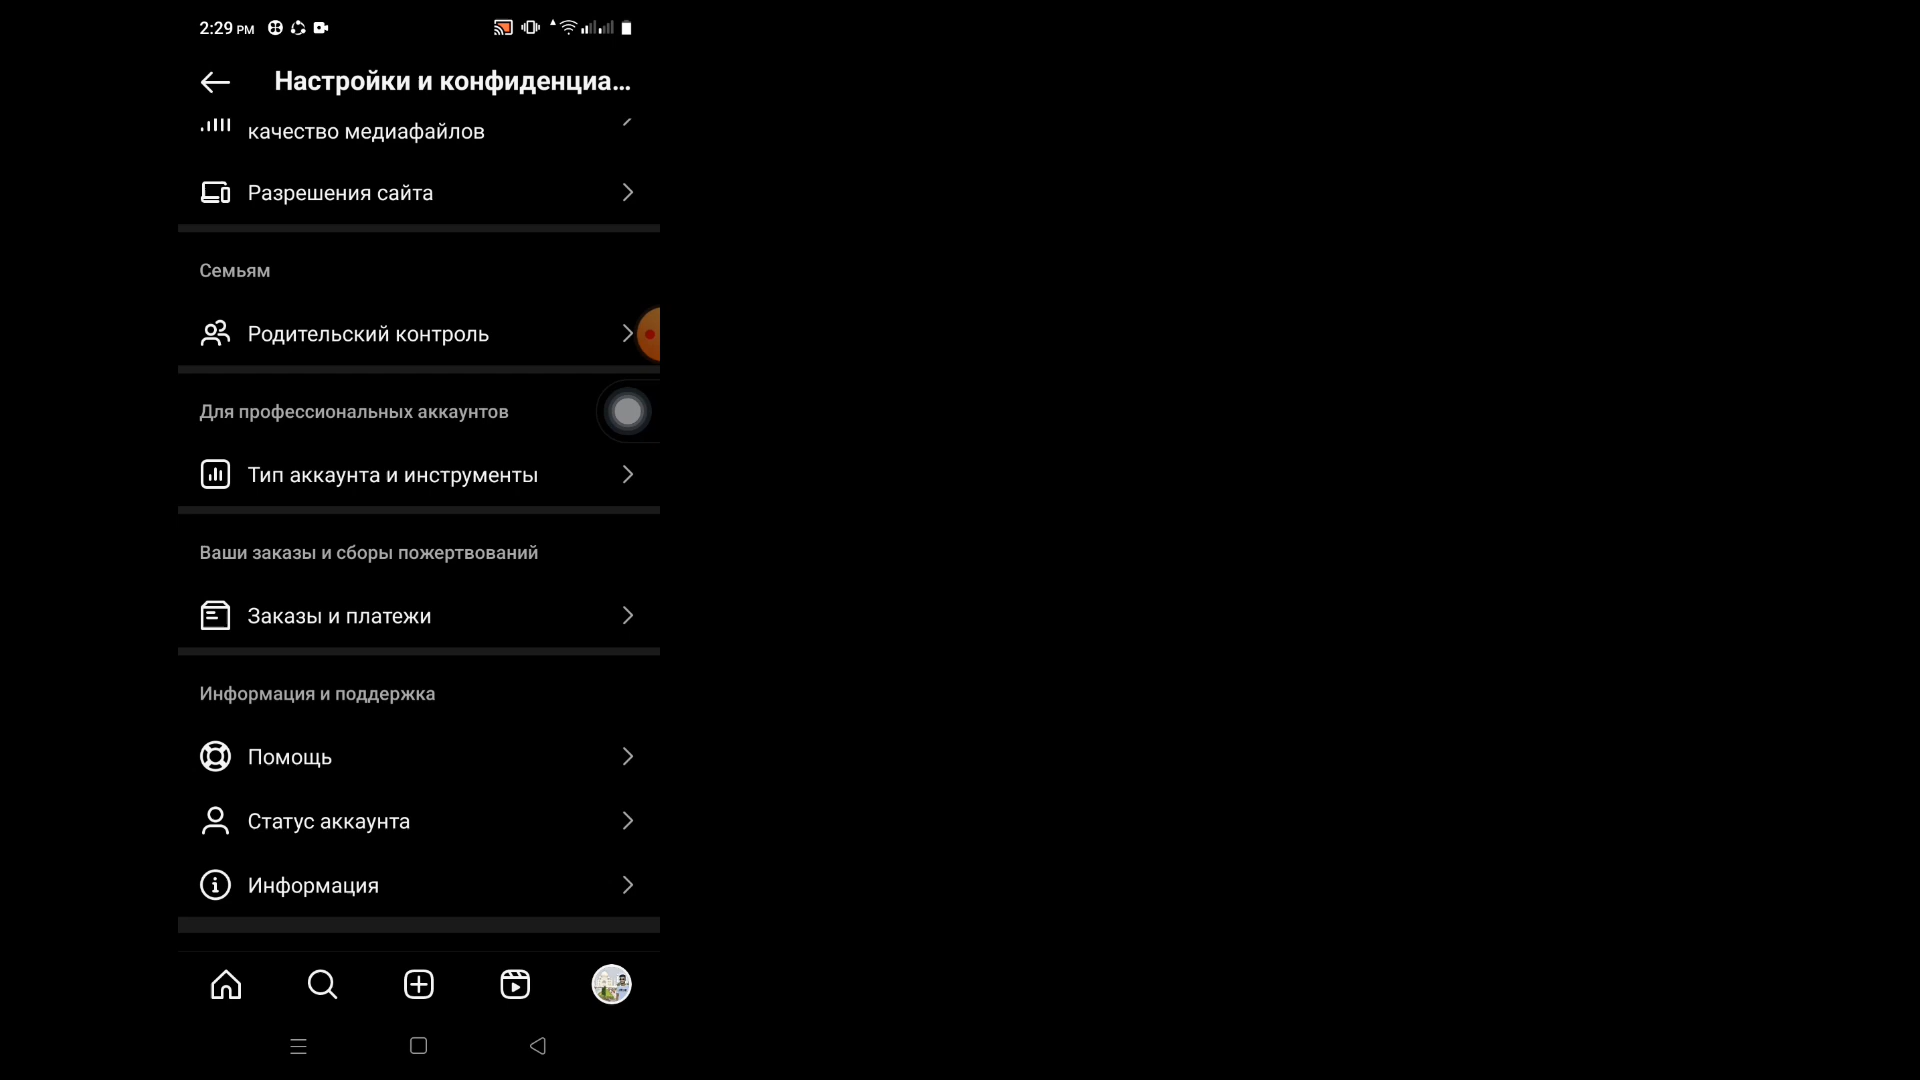 2:29 PM
Настройки и конфиденциа...
качество медиафайлов
Разрешения сайта
Семьям
Родительский контроль
Для профессиональных аккаунтов
Тип аккаунта и инструменты
Ваши заказы и сборы пожертвований
Заказы и платежи
Информация и поддержка
Помощь
Статус аккаунта
Информация